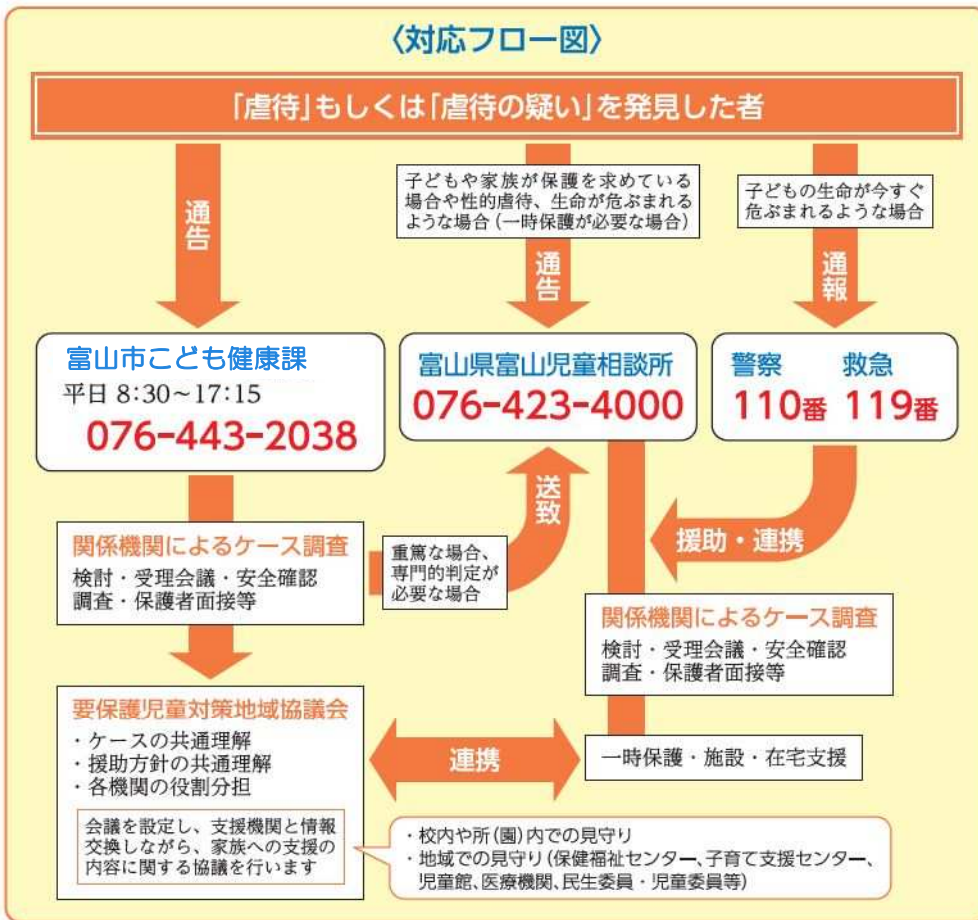 〈対応フロー図〉
「虐待」もしくは「虐待の疑い」を発見した者
通告
子どもや家族が保護を求めている
場合や性的虐待、生命が危ぶまれる
ような場合(一時保護が必要な場合)
通告
子どもの生命が今すぐ
危ぶまれるような場合
通報
富山市こども健康課
平日 8:30～17:15
076-443-2038
富山県富山児童相談所
076-423-4000
警察 救急
110番 119番
関係機関によるケース調査
検討・受理会議・安全確認
調査・保護者面接等
重篤な場合、
専門的判定が
必要な場合
送致
援助・連携
関係機関によるケース調査
検討・受理会議・安全確認
調査・保護者面接等
要保護児童対策地域協議会
・ケースの共通理解
・援助方針の共通理解
・各機関の役割分担
会議を設定し、支援機関と情報
交換しながら、家族への支援の
内容に関する協議を行います
連携
一時保護・施設・在宅支援
・校内や所(園)内での見守り
・地域での見守り(保健福祉センター、子育て支援センター、
児童館、医療機関、民生委員・児童委員等)